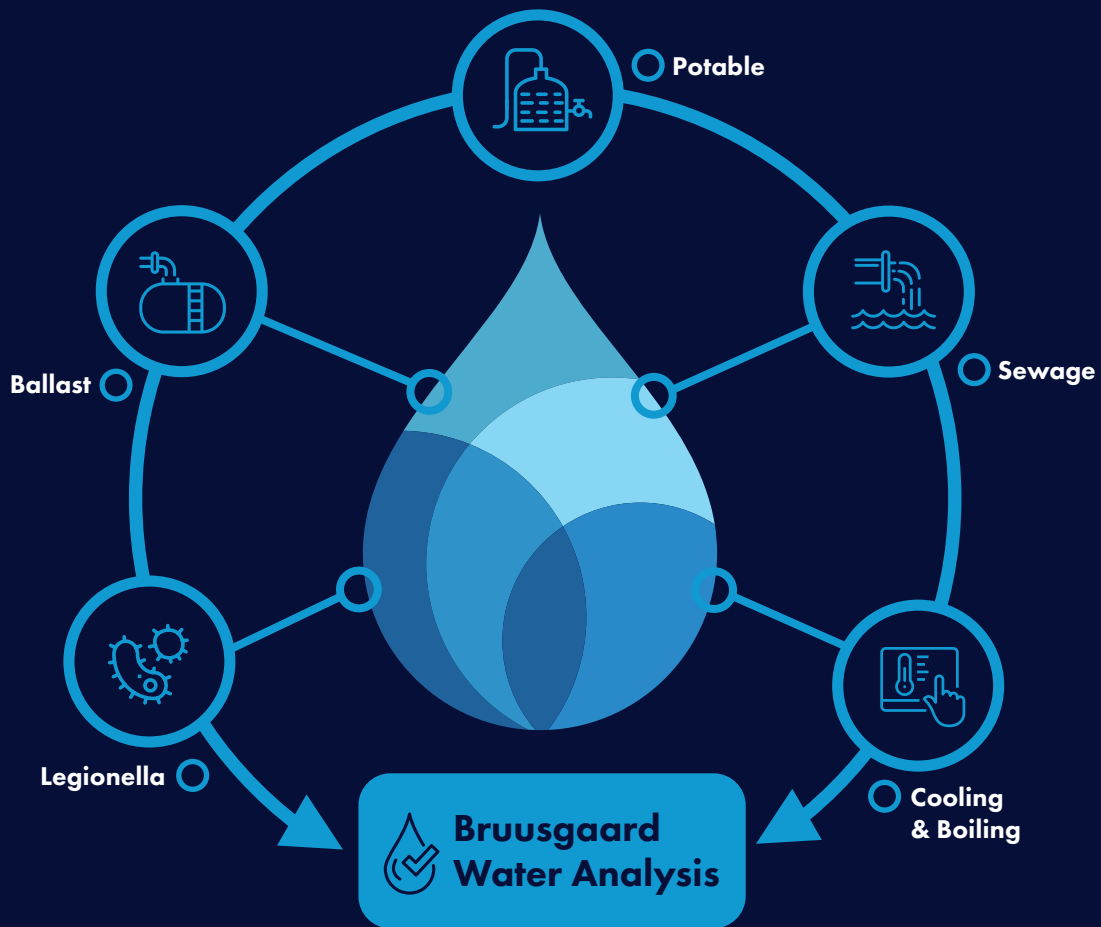 Potable
Ballast
Sewage
Legionella
Cooling
& Boiling
Bruusgaard
Water Analysis